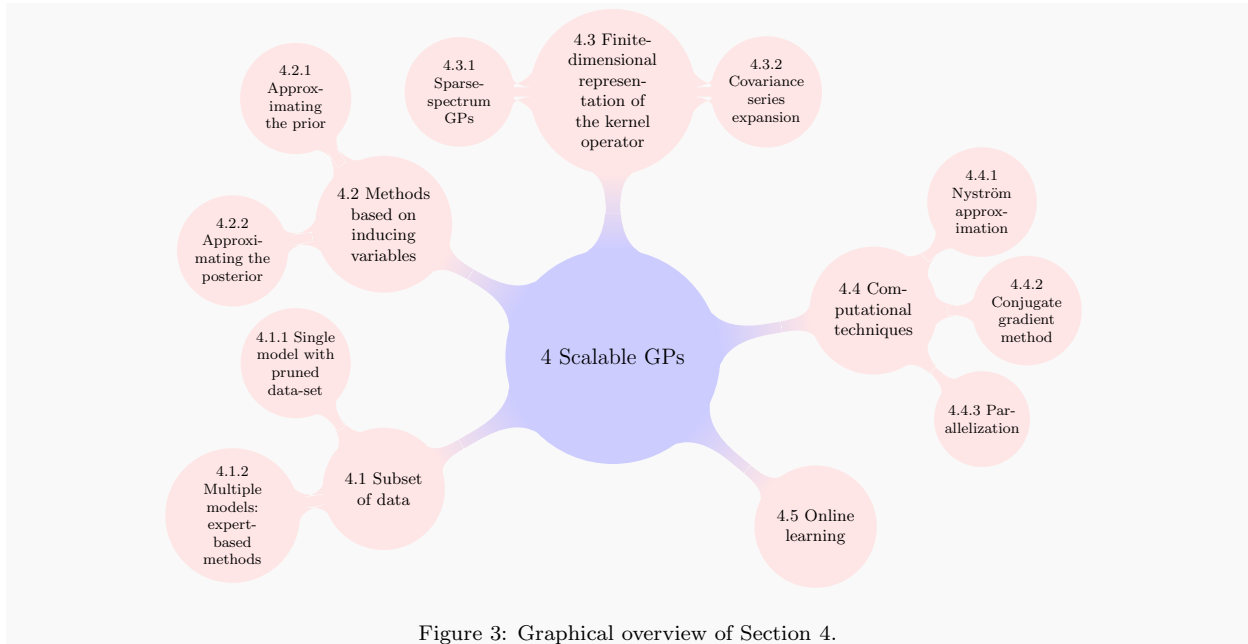 4.2.1
Approx-
imating
the prior
4.3.1
Sparse-
spectrum
GPs
4.3 Finite-
dimensional
represen-
tation of
the kernel
operator
4.3.2
Covariance
series
expansion
4.2 Methods
based on
inducing
variables
4.2.2
Approxi-
mating the
posterior
4.4.1
Nyström
approx-
imation
4.4 Com-
putational
techniques
4.4.2
Conjugate
gradient
method
4.4.3 Par-
allelization
4 Scalable GPs
4.1.1 Single
model with
pruned
data-set
4.1 Subset
of data
4.1.2
Multiple
models:
expert-
based
methods
4.5 Online
learning
Figure 3: Graphical overview of Section 4.